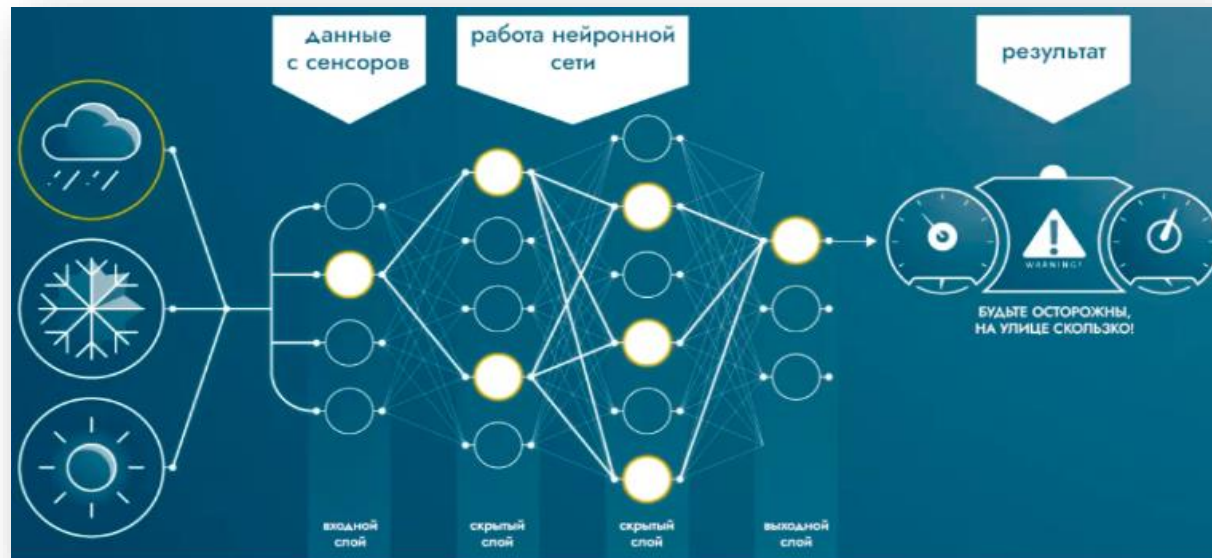 данные
с сенсоров
работа нейронной
сети
результат
WARNING!
БУДЬТЕ ОСТОРОЖНЫ,
НА УЛИЦЕ СКОЛЬЗКО!
входной
слой
скрытый
слой
скрытый
слой
выходной
слой